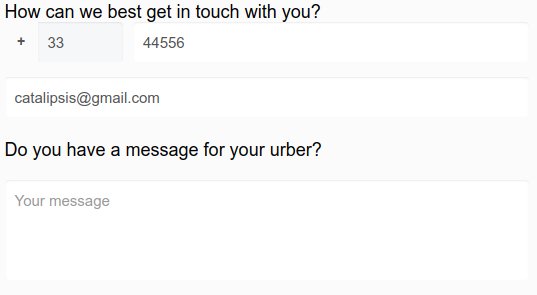 How can we best get in touch with you?
+ 33 44556
catalipsis@gmail.com
Do you have a message for your urber?
Your message